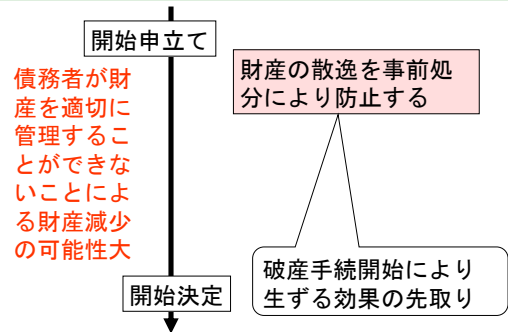 開始申立て
債務者が財
産を適切に
管理するこ
とができな
いことによ
る財産減少
の可能性大
財産の散逸を事前処
分により防止する
破産手続開始により
生ずる効果の先取り
開始決定